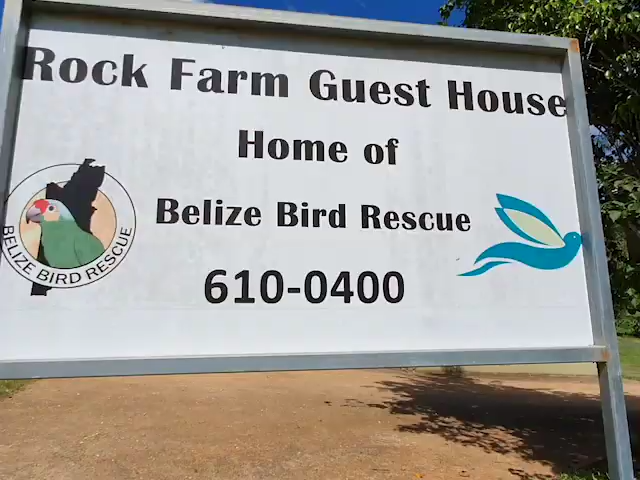 Rock Farm Guest House
Home of
Belize Bird Rescue
610-0400
BELIZE BIRD RESCUE